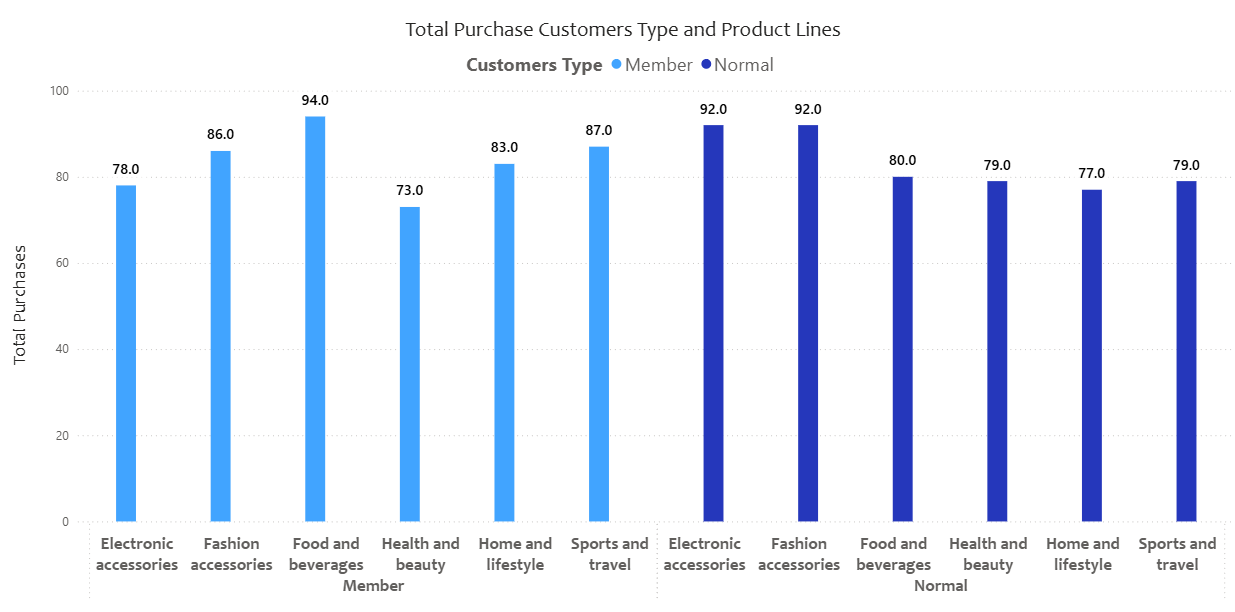 Total Purchase Customers Type and Product Lines
Customers Type Member Normal
Total Purchases
100
80
60
40
20
0
78.0
86.0
94.0
73.0
83.0
87.0
92.0
92.0
80.0
79.0
77.0
79.0
Electronic accessories
Fashion accessories
Food and beverages
Health and beauty
Home and lifestyle
Sports and travel
Electronic accessories
Fashion accessories
Food and beverages
Health and beauty
Home and lifestyle
Sports and travel
Member
Normal